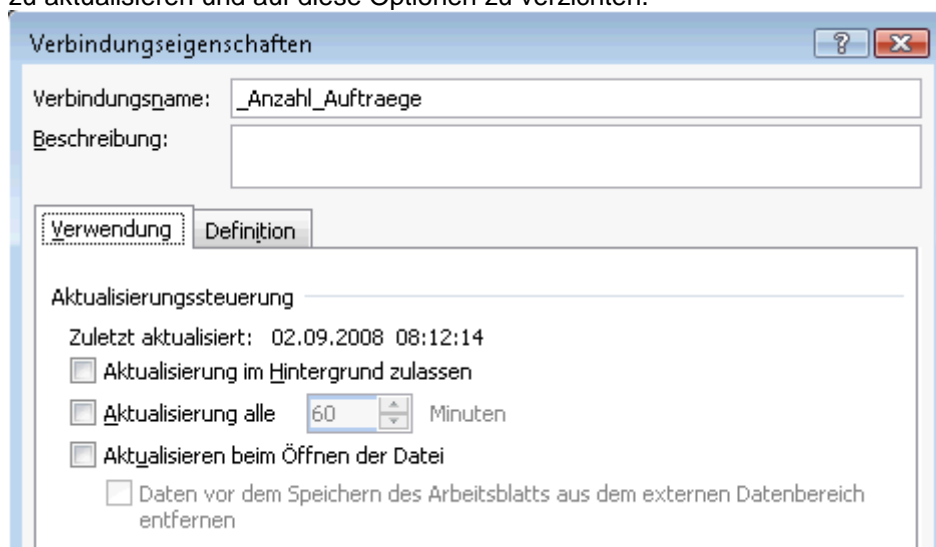 zu aktualisieren und auf diese Optionen zu verzichten.
Verbindungseigenschaften
Verbindungsname: _Anzahl_Auftraege
Beschreibung:
Verwendung Definition
Aktualisierungssteuerung
Zuletzt aktualisiert: 02.09.2008 08:12:14
Aktualisierung im Hintergrund zulassen
Aktualisierung alle 60 Minuten
Aktualisieren beim Öffnen der Datei
Daten vor dem Speichern des Arbeitsblatts aus dem externen Datenbereich
entfernen